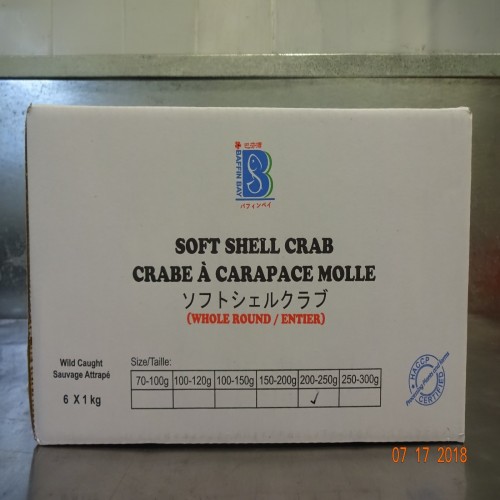 BAFFIN BAY
バフィンベイ
SOFT SHELL CRAB
CRABE À CARAPACE MOLLE
ソフトシェルクラブ
(WHOLE ROUND / ENTIER)
Wild Caught
Sauvage Attrapé
6 X 1 kg
Size/Taille:
70-100g 100-120g 100-150g 150-200g 200-250g 250-300g
✓
HACCP
CERTIFIED
07 17 2018